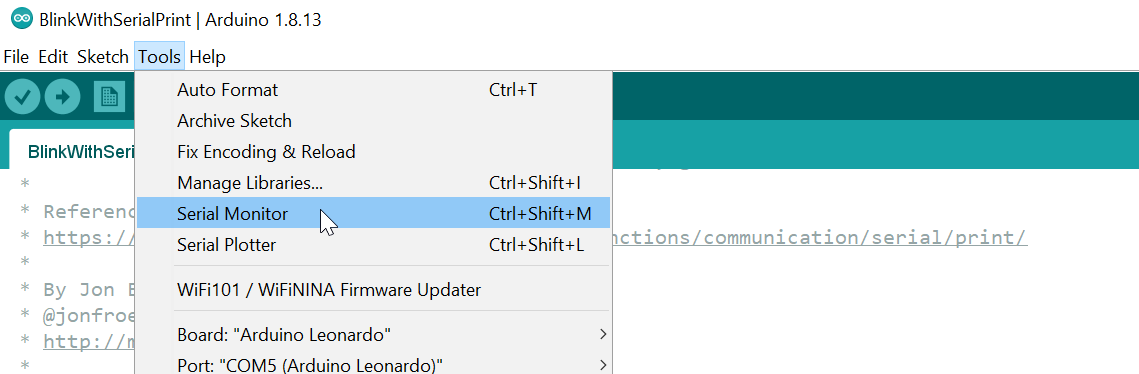 BlinkWithSerialPrint | Arduino 1.8.13
File Edit Sketch Tools Help
Auto Format Ctrl+T
Archive Sketch
Fix Encoding & Reload
BlinkWithSeri
Manage Libraries... Ctrl+Shift+I
*
Serial Monitor Ctrl+Shift+M
* Referenc
Serial Plotter Ctrl+Shift+L
* https:// nctions/communication/serial/print/
*
WiFi101 / WiFiNINA Firmware Updater
* By Jon
* @jonfroe
Board: "Arduino Leonardo"
* http://m
Port: "COM5 (Arduino Leonardo)"
*